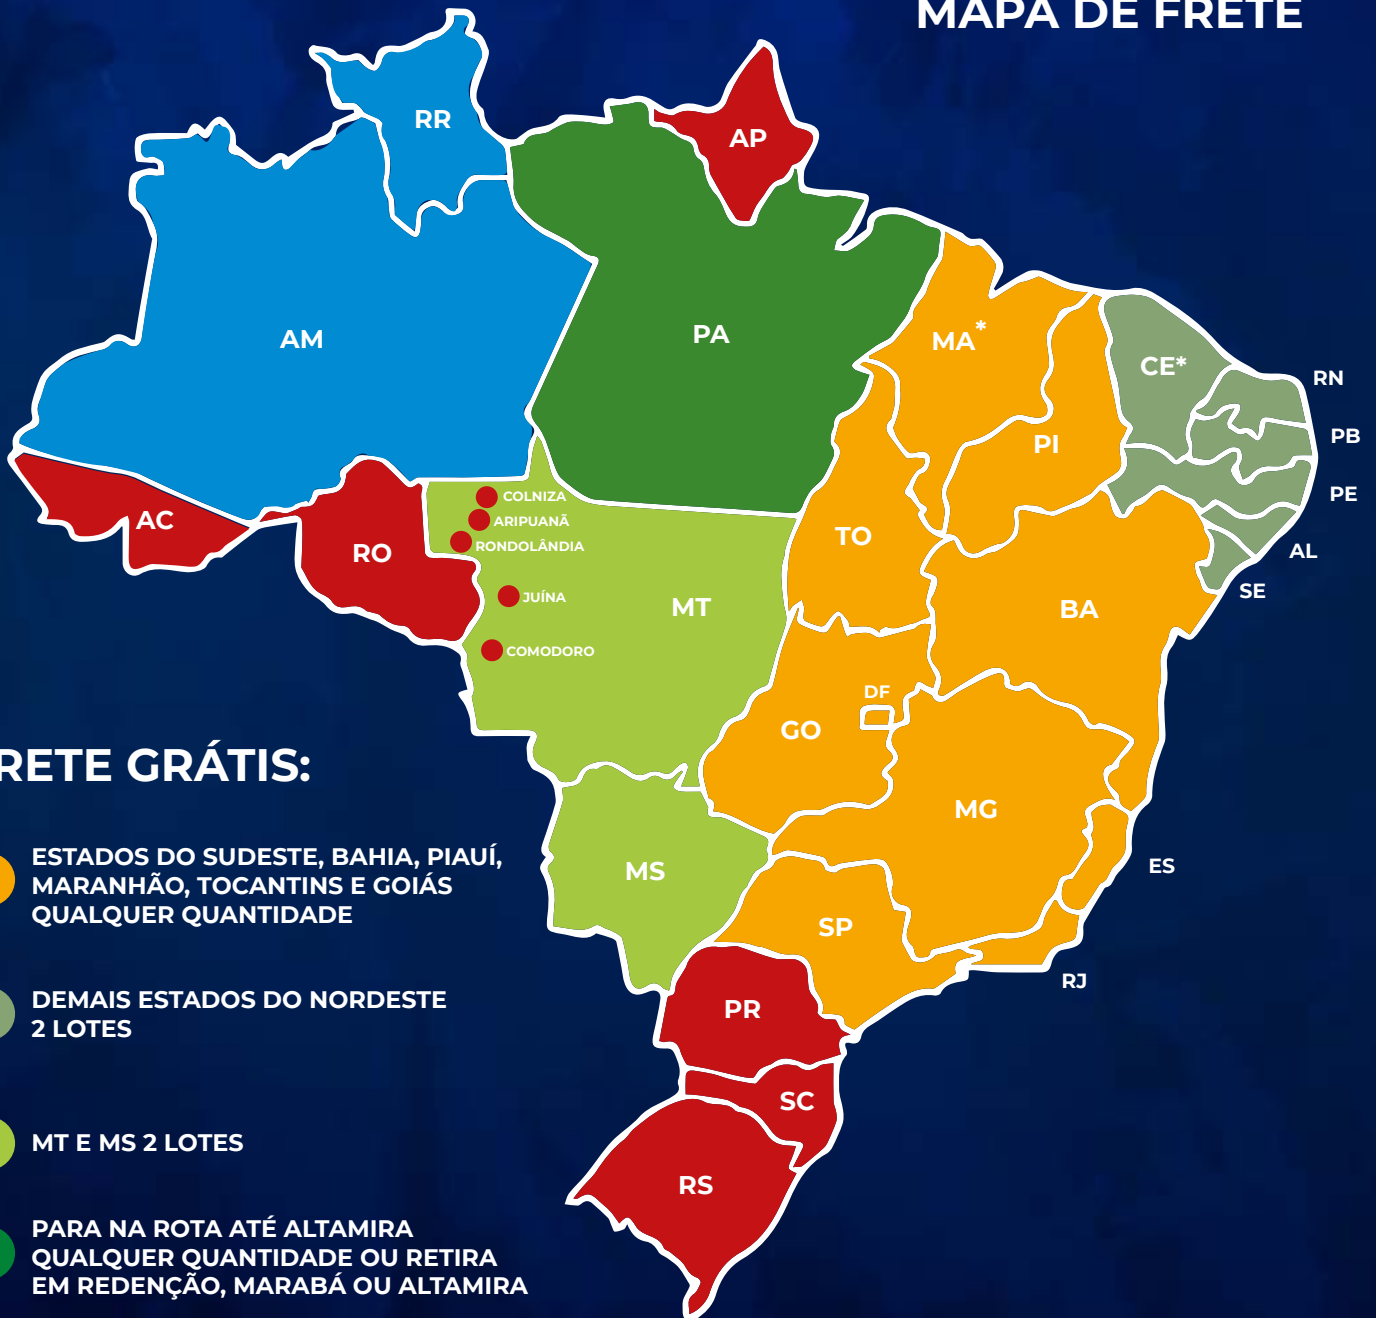 MAPA DE FRETE
RR
AP
AM
PA
MA*
CE*
RN
PB
PI
PE
COLNIZA
ARIPUANÃ
AC
TO
RONDOLÂNDIA
RO
AL
SE
JUÍNA
MT
BA
COMODORO
DF
GO
RETE GRÁTIS:
MG
ESTADOS DO SUDESTE, BAHIA, PIAUÍ,
MARANHÃO, TOCANTINS E GOIÁS
QUALQUER QUANTIDADE
MS
ES
SP
RJ
DEMAIS ESTADOS DO NORDESTE
2 LOTES
PR
SC
MT E MS 2 LOTES
RS
PARA NA ROTA ATÉ ALTAMIRA
QUALQUER QUANTIDADE OU RETIRA
EM REDENÇÃO, MARABÁ OU ALTAMIRA